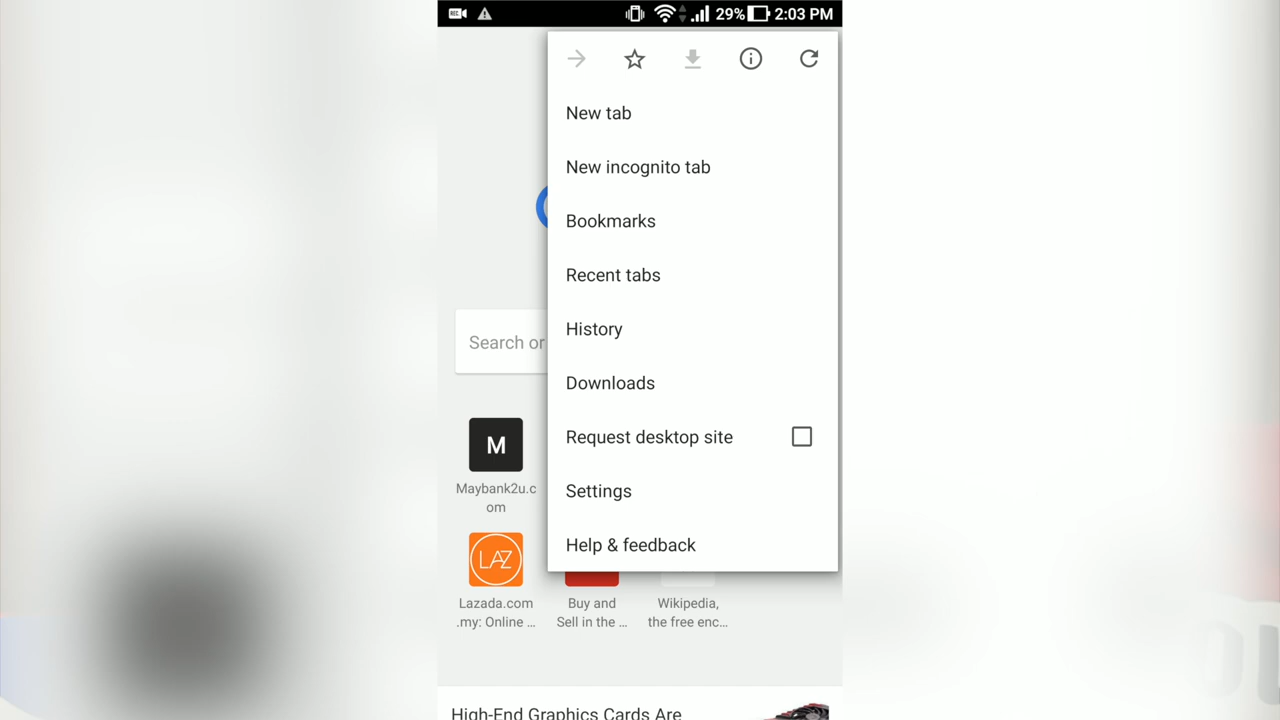 REC
29%
2:03 PM
New tab
New incognito tab
Bookmarks
Recent tabs
History
Downloads
Request desktop site
Settings
Help & feedback
Search or
M
Maybank2u.c
om
LAZ
Lazada.com
.my: Online ...
Buy and
Sell in the ...
Wikipedia,
the free enc...
High-End Graphics Cards Are